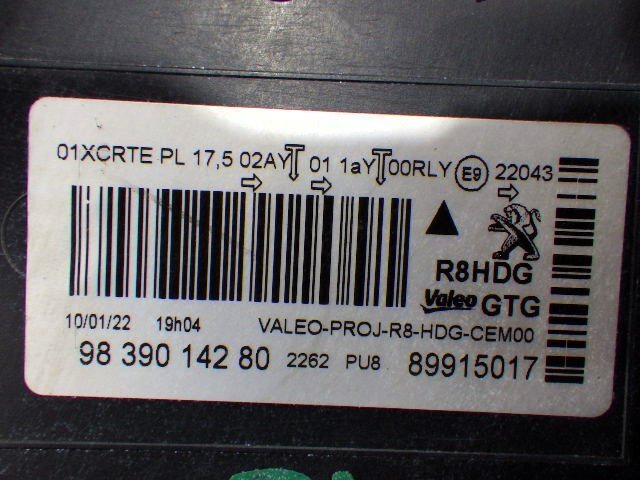 01XCRTE PL 17,5 02AY 01 1aY 00RLY E9 22043
R8HDG
Valeo GTG
10/01/22 19h04 VALEO-PROJ-R8-HDG-CEM00
98 390 142 80 2262 PU8 89915017